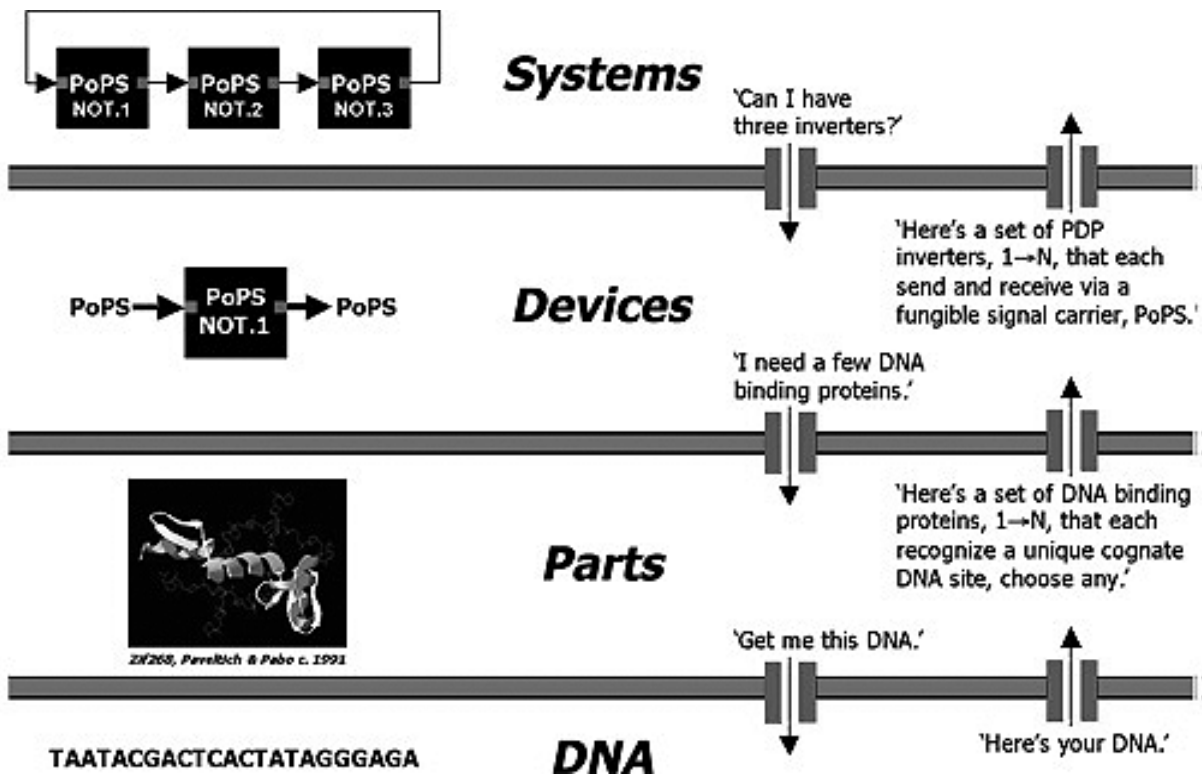 PoPS
NOT.1
PoPS
NOT.2
PoPS
NOT.3
Systems
'Can I have
three inverters?'
'Here's a set of PDP
inverters, 1→N, that each
send and receive via a
fungible signal carrier, PoPS.'
PoPS
PoPS
NOT.1
PoPS
Devices
'I need a few DNA
binding proteins.'
'Here's a set of DNA binding
proteins, 1→N, that each
recognize a unique cognate
DNA site, choose any.'
Zif268, Paveltich & Pabo c. 1991
Parts
'Get me this DNA.'
'Here's your DNA.'
TAATACGACTCACTATAGGGAGA
DNA